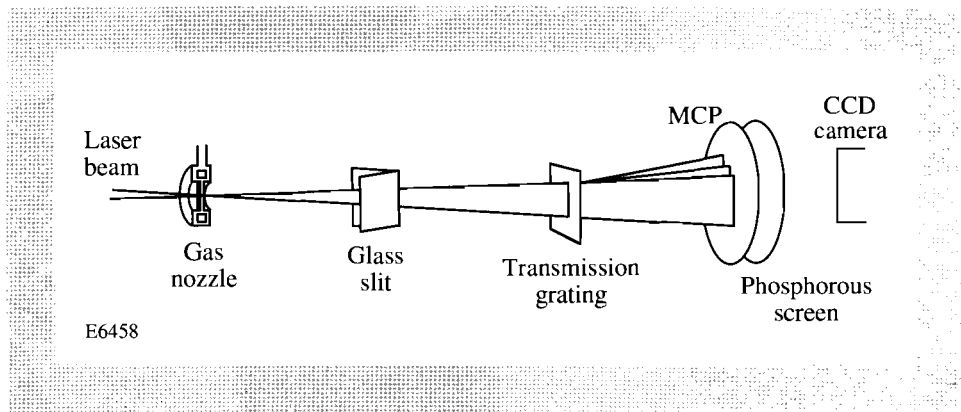 Laser
beam
Gas
nozzle
Glass
slit
Transmission
grating
MCP
CCD
camera
Phosphorous
screen
E6458